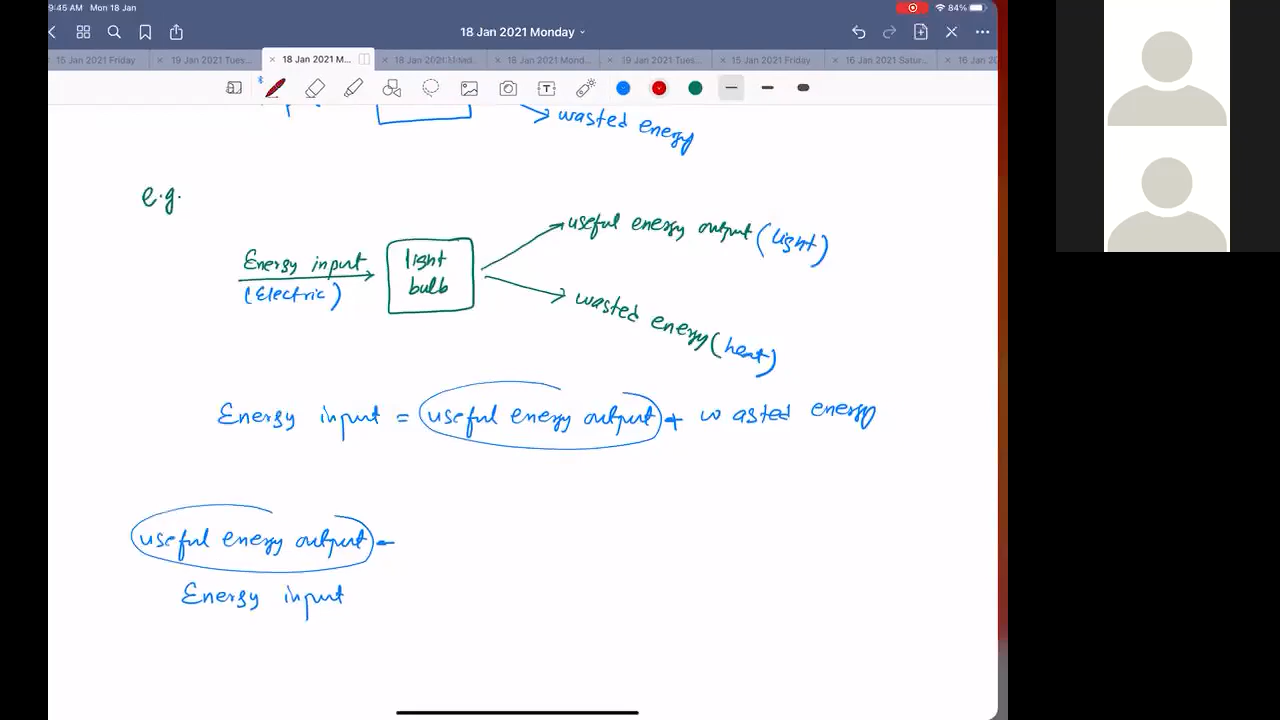 9:45 AM Mon 18 Jan
84%
18 Jan 2021 Monday
15 Jan 2021 Friday
19 Jan 2021 Tues...
18 Jan 2021 M...
18 Jan 2021 Mond...
19 Jan 2021 Tues...
15 Jan 2021 Friday
16 Jan 2021 Satur...
16 Jan 20
wasted energy
e.g.
useful energy output (light)
Energy input
(Electric)
light
bulb
wasted energy (heat)
Energy input = useful energy output + wasted energy
useful energy output -
Energy input